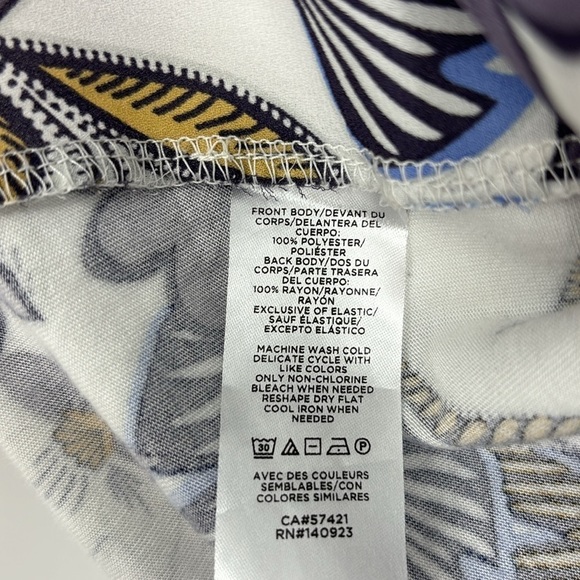 FRONT BODY/DEVANT DU
CORPS/DELANTERA DEL
CUERPO:
100% POLYESTER/
POLIÉSTER
BACK BODY/DOS DU
CORPS/PARTE TRASERA
DEL CUERPO:
100% RAYON/RAYONNE/
RAYÓN
EXCLUSIVE OF ELASTIC/
SAUF ÉLASTIQUE/
EXCEPTO ELÁSTICO
MACHINE WASH COLD
DELICATE CYCLE WITH
LIKE COLORS
ONLY NON-CHLORINE
BLEACH WHEN NEEDED
RESHAPE DRY FLAT
COOL IRON WHEN
NEEDED
30 P
AVEC DES COULEURS
SEMBLABLES/CON
COLORES SIMILARES
CA#57421
RN#140923